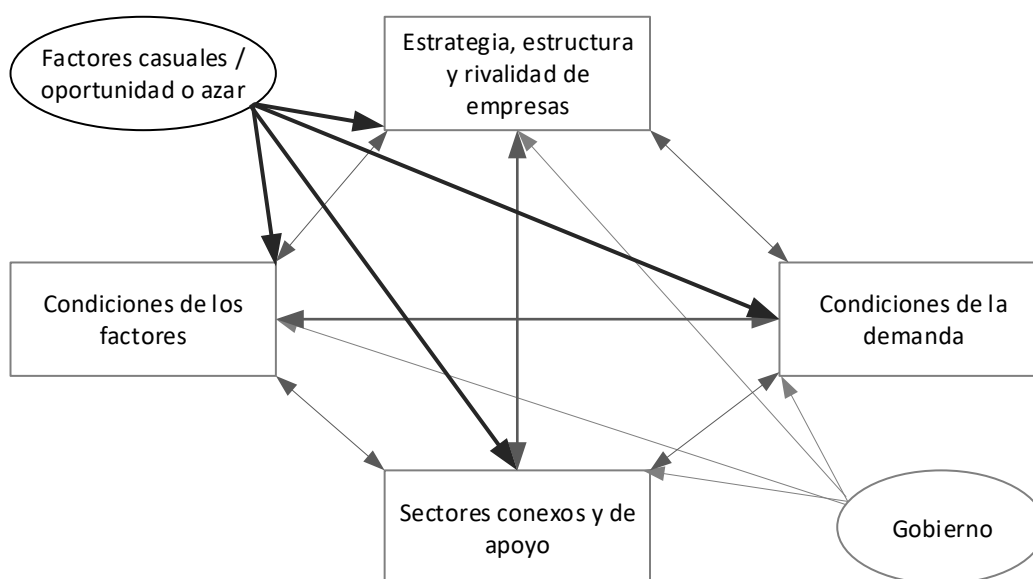 Factores casuales /
oportunidad o azar
Estrategia, estructura
y rivalidad de
empresas
Condiciones de los
factores
Condiciones de la
demanda
Sectores conexos y de
apoyo
Gobierno